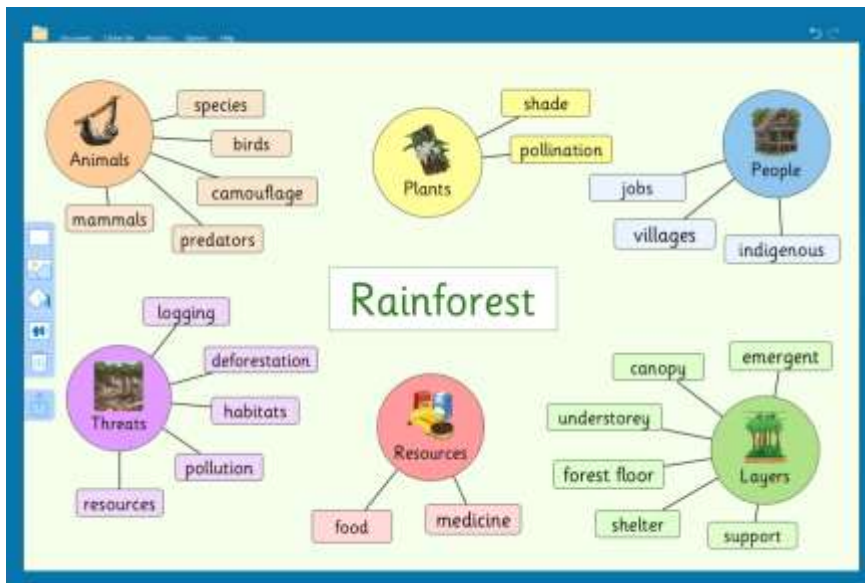 species
birds
Animals
camouflage
mammals
predators
shade
pollination
Plants
People
jobs
villages
indigenous
Rainforest
logging
deforestation
habitats
Threats
pollution
resources
Resources
food
medicine
canopy
emergent
understorey
forest floor
Layers
shelter
support